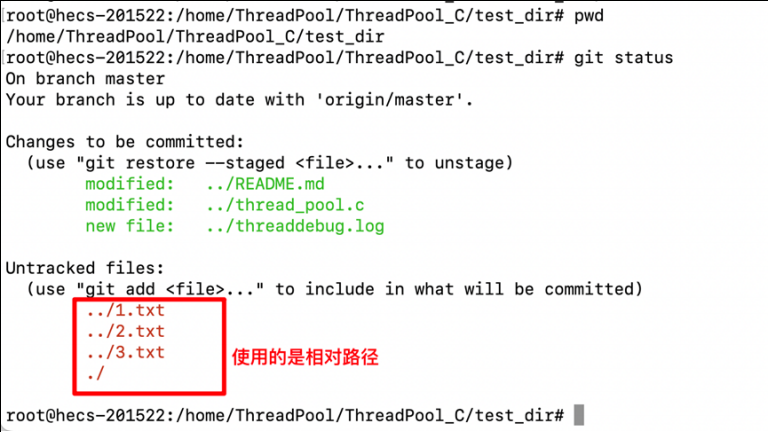 root@hecs-201522:/home/ThreadPool/ThreadPool_C/test_dir# pwd
/home/ThreadPool/ThreadPool_C/test_dir
root@hecs-201522:/home/ThreadPool/ThreadPool_C/test_dir# git status
On branch master
Your branch is up to date with 'origin/master'.
Changes to be committed:
(use "git restore --staged <file>..." to unstage)
modified: ../README.md
modified: ../thread_pool.c
new file: ../threaddebug.log
Untracked files:
(use "git add <file>..." to include in what will be committed)
../1.txt
../2.txt
../3.txt
./
使用的是相对路径
root@hecs-201522:/home/ThreadPool/ThreadPool_C/test_dir#